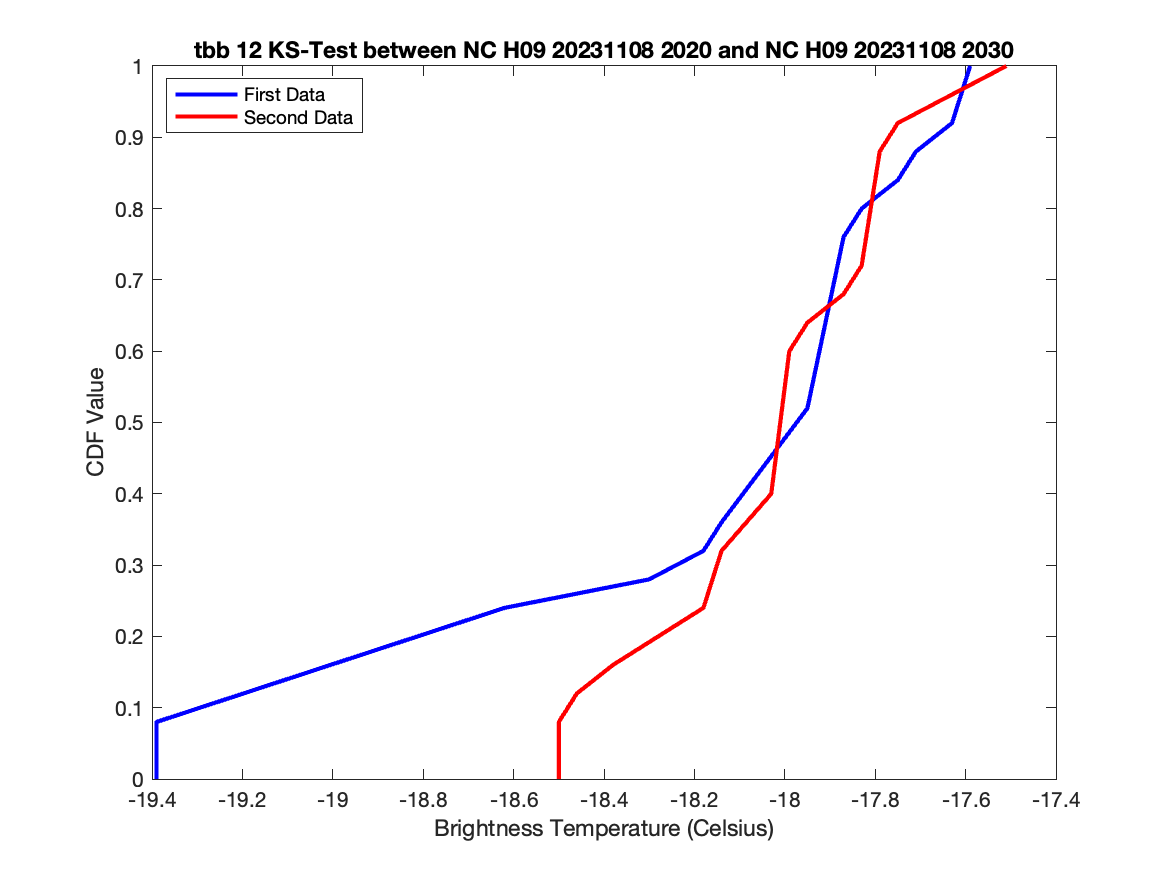 tbb 12 KS-Test between NC H09 20231108 2020 and NC H09 20231108 2030
First Data
Second Data
CDF Value
1
0.9
0.8
0.7
0.6
0.5
0.4
0.3
0.2
0.1
0
-19.4 -19.2 -19 -18.8 -18.6 -18.4 -18.2 -18 -17.8 -17.6 -17.4
Brightness Temperature (Celsius)